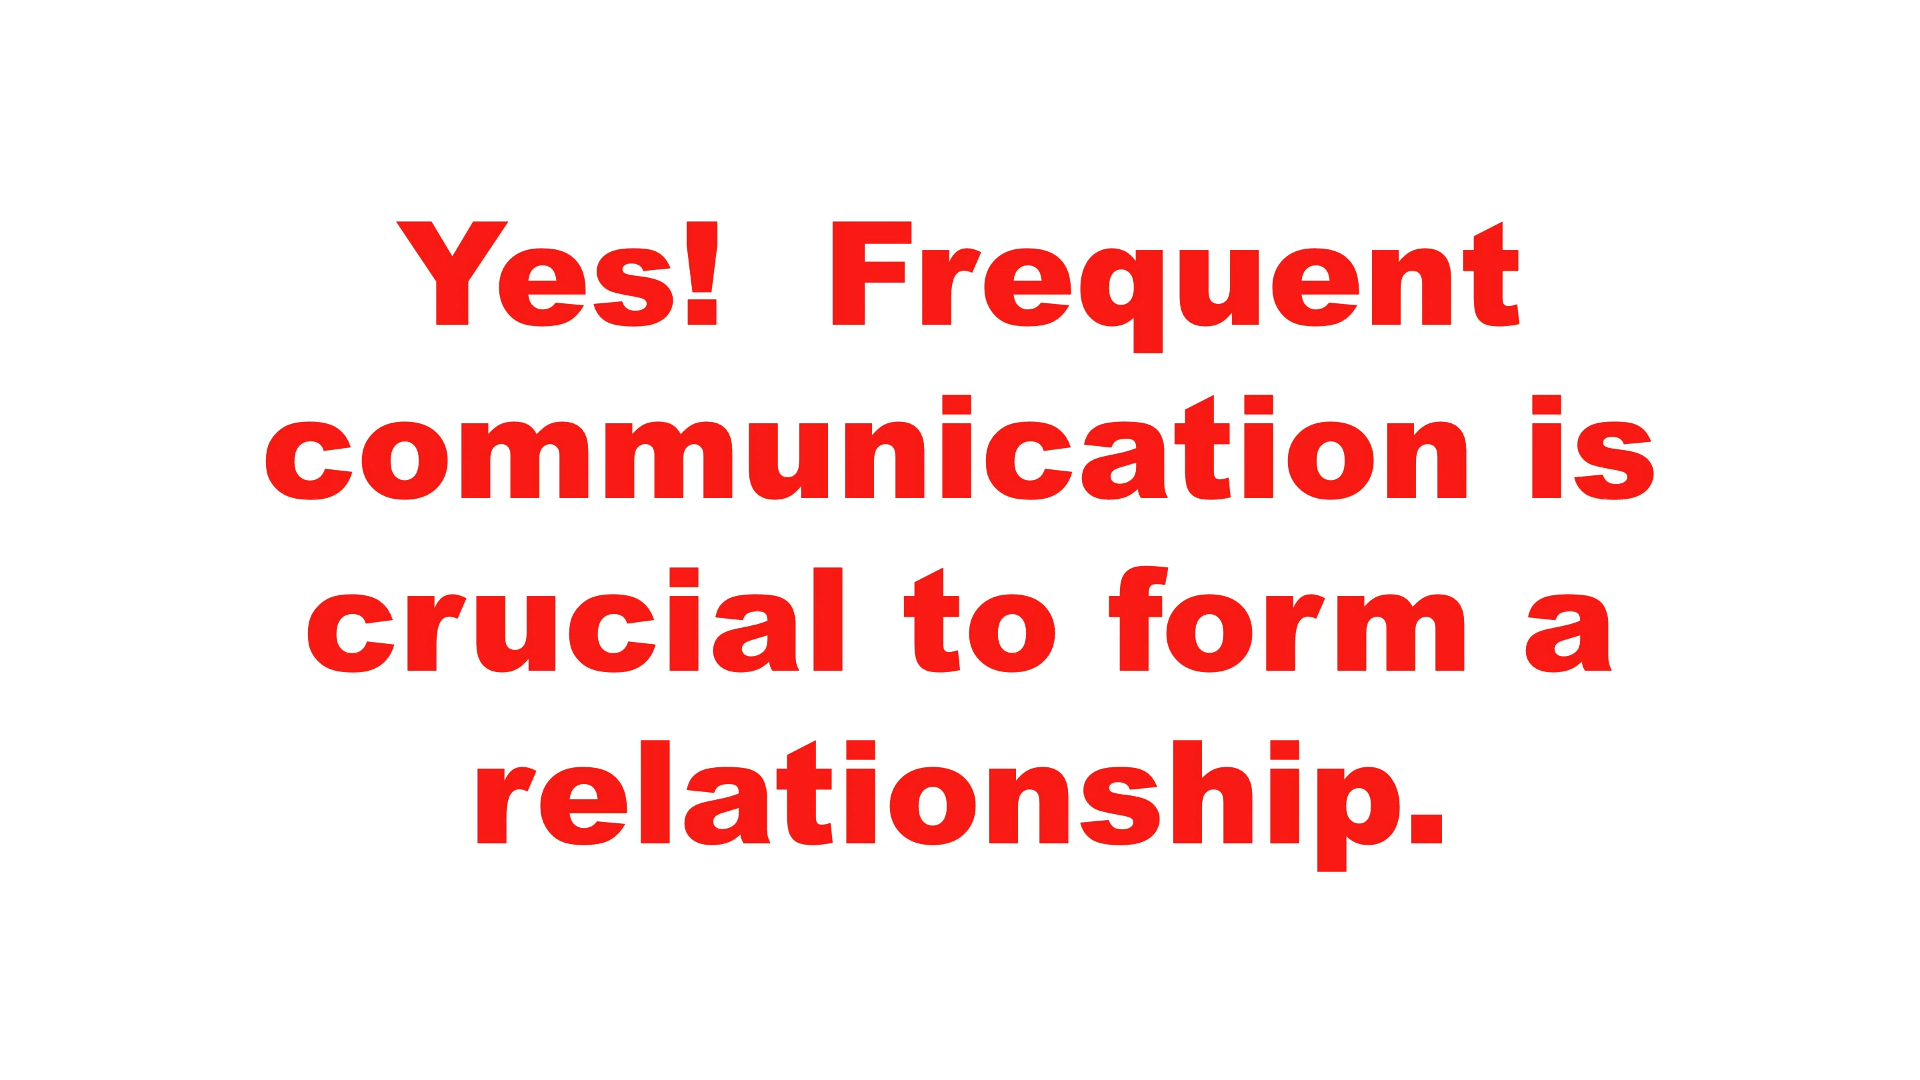 Yes!  Frequent
communication is
crucial to form a
relationship.